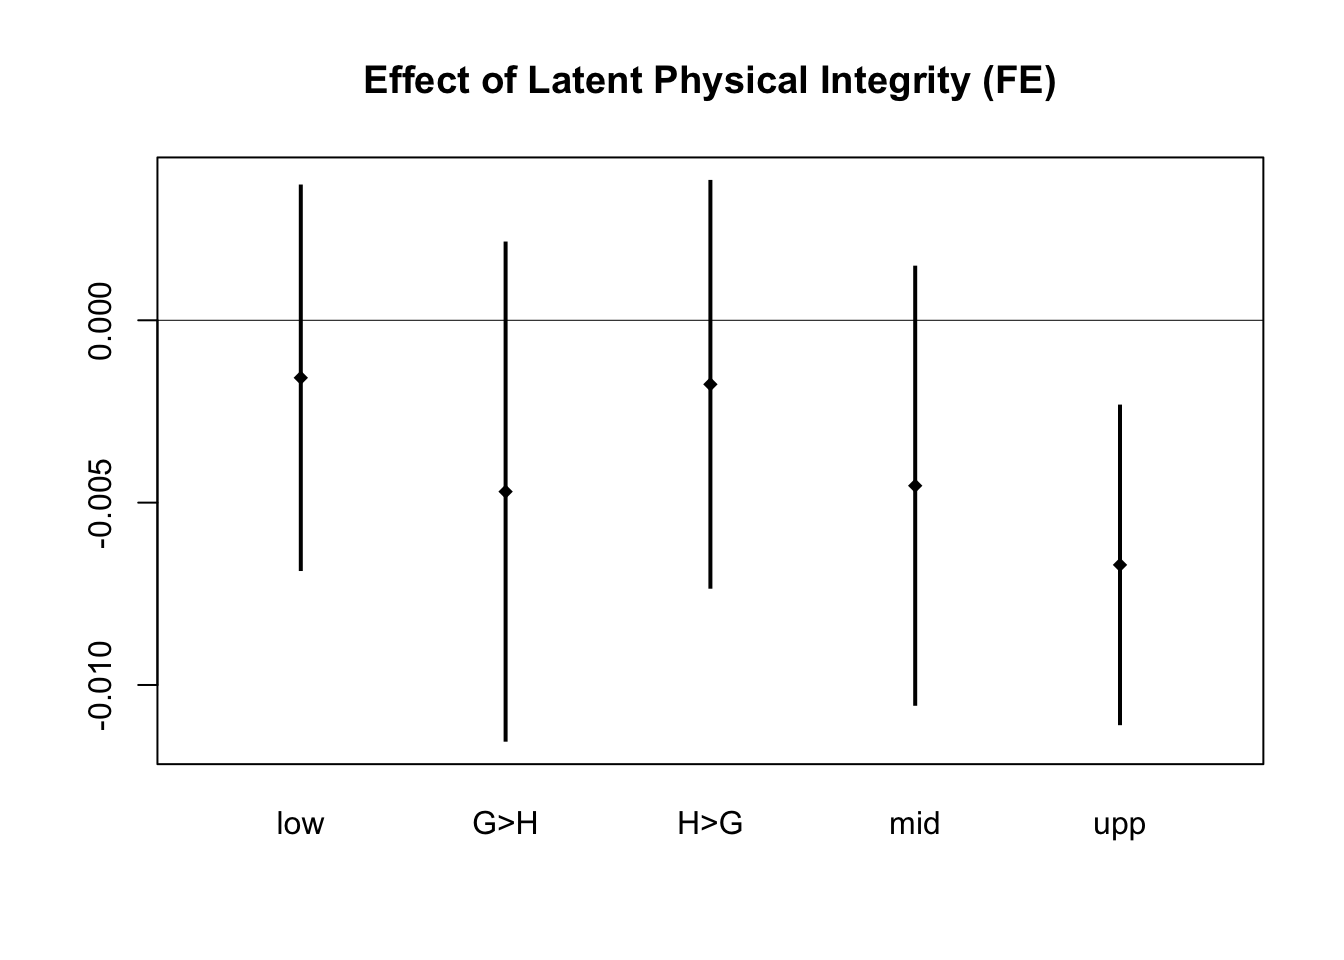 Effect of Latent Physical Integrity (FE)
0.000
-0.005
-0.010
low G>H H>G mid upp